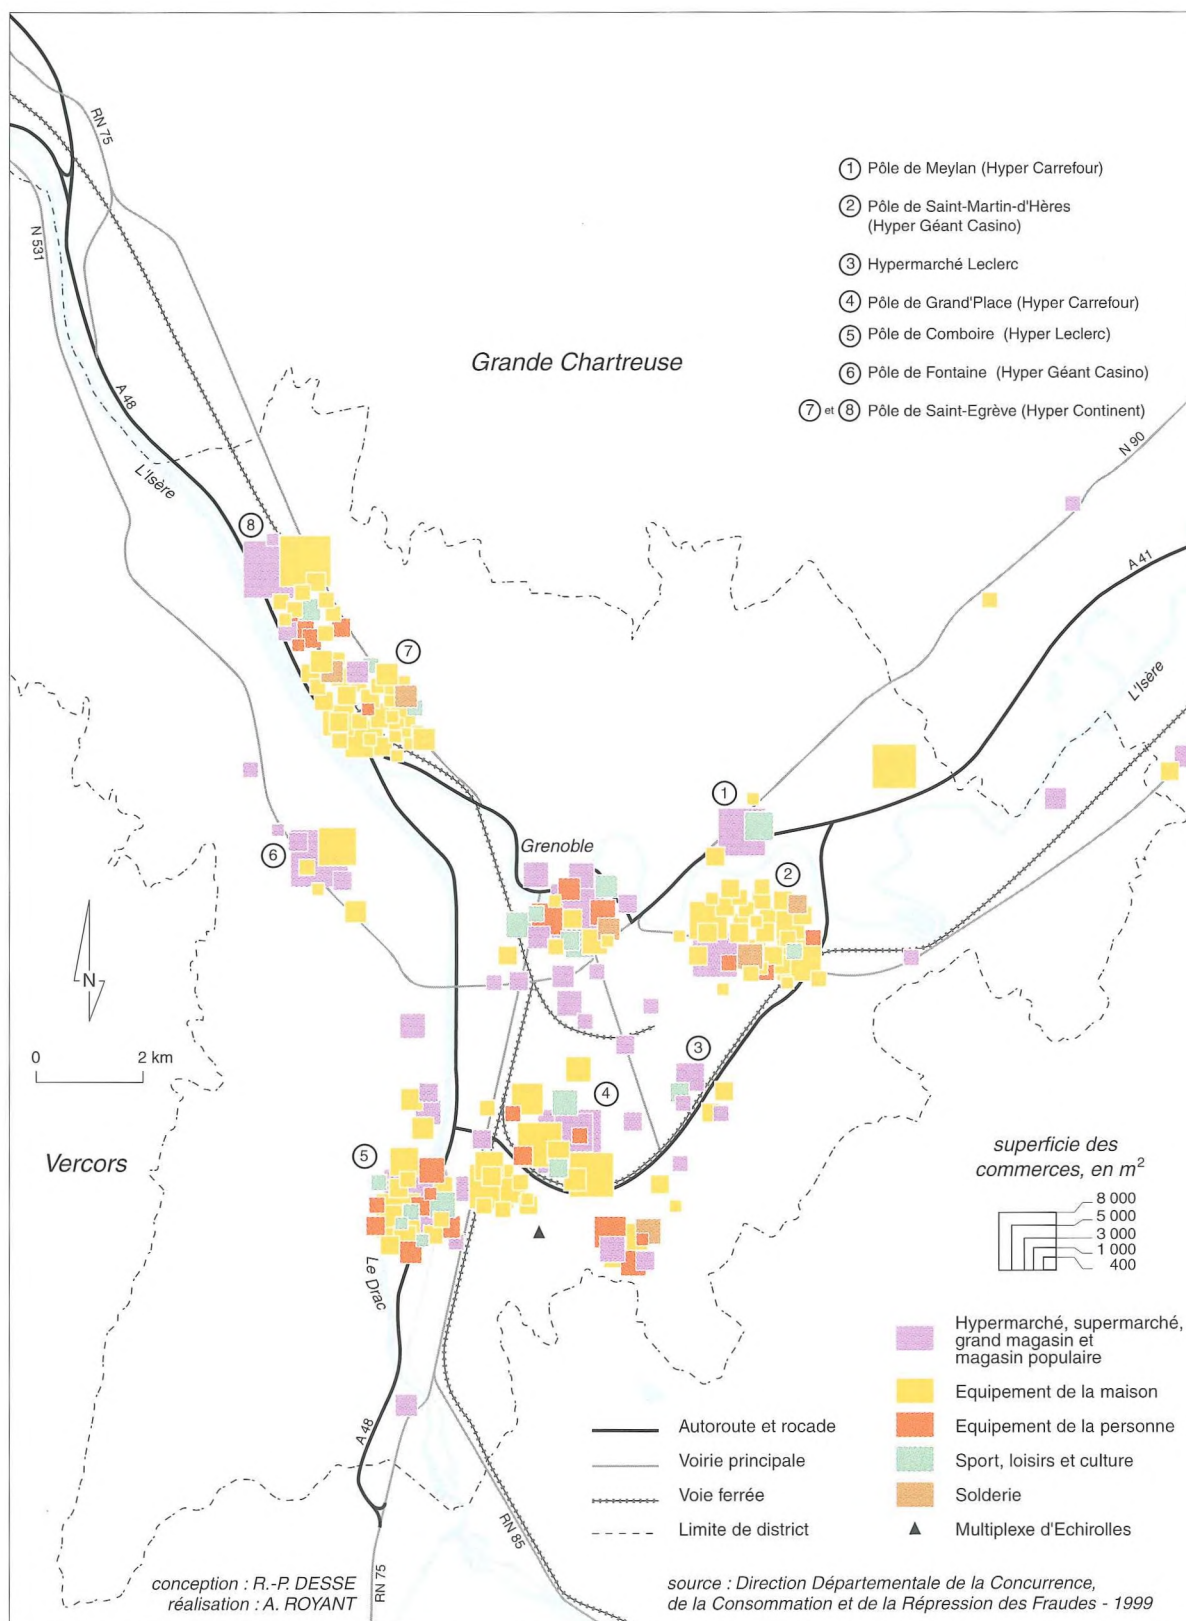 RN 75
N 531
A 48
L'Isère
Grande Chartreuse
① Pôle de Meylan (Hyper Carrefour)
② Pôle de Saint-Martin-d'Hères
(Hyper Géant Casino)
③ Hypermarché Leclerc
④ Pôle de Grand'Place (Hyper Carrefour)
⑤ Pôle de Comboire (Hyper Leclerc)
⑥ Pôle de Fontaine (Hyper Géant Casino)
⑦ et ⑧ Pôle de Saint-Egrève (Hyper Continent)
N 90
A 41
L'Isère
8
7
1
Grenoble
6
2
N
0 2 km
3
4
5
Vercors
Le Drac
superficie des
commerces, en m²
8 000
5 000
3 000
1 000
400
Hypermarché, supermarché,
grand magasin et
magasin populaire
Equipement de la maison
Equipement de la personne
Sport, loisirs et culture
Solderie
Multiplexe d'Echirolles
Autoroute et rocade
Voirie principale
Voie ferrée
Limite de district
A 48
RN 75
RN 85
conception : R.-P. DESSE
réalisation : A. ROYANT
source : Direction Départementale de la Concurrence,
de la Consommation et de la Répression des Fraudes - 1999